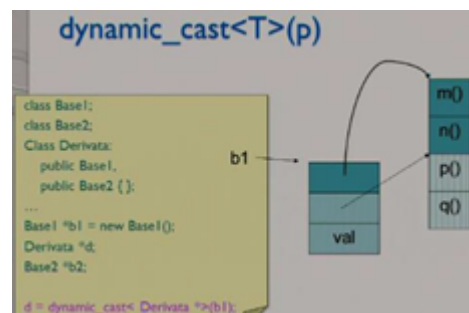 dynamic_cast<T>(p)
class Base1;
class Base2;
Class Derivata:
public Base1,
public Base2 { };
...
Base1 *b1 = new Base1();
Derivata *d;
Base2 *b2;
d = dynamic_cast< Derivata *>(b1);
b1
val
m()
n()
p()
q()